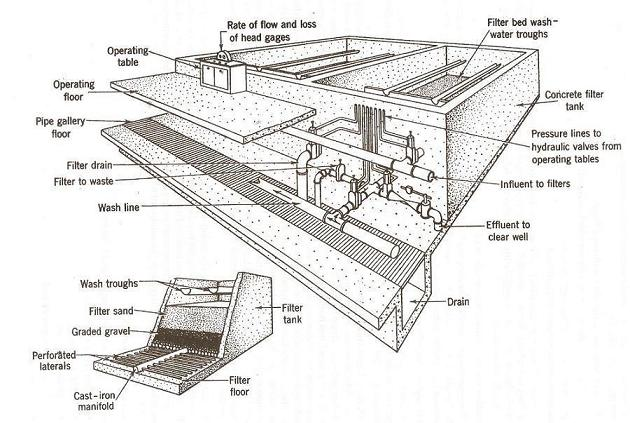 Rate of flow and loss
of head gages
Filter bed wash-
water troughs
Operating
table
Operating
floor
Concrete filter
tank
Pipe gallery
floor
Pressure lines to
hydraulic valves from
operating tables
Filter drain
Filter to waste
Influent to filters
Wash line
Effluent to
clear well
Drain
Wash troughs
Filter sand
Filter
tank
Graded gravel
Perforated
laterals
Filter
floor
Cast-iron
manifold